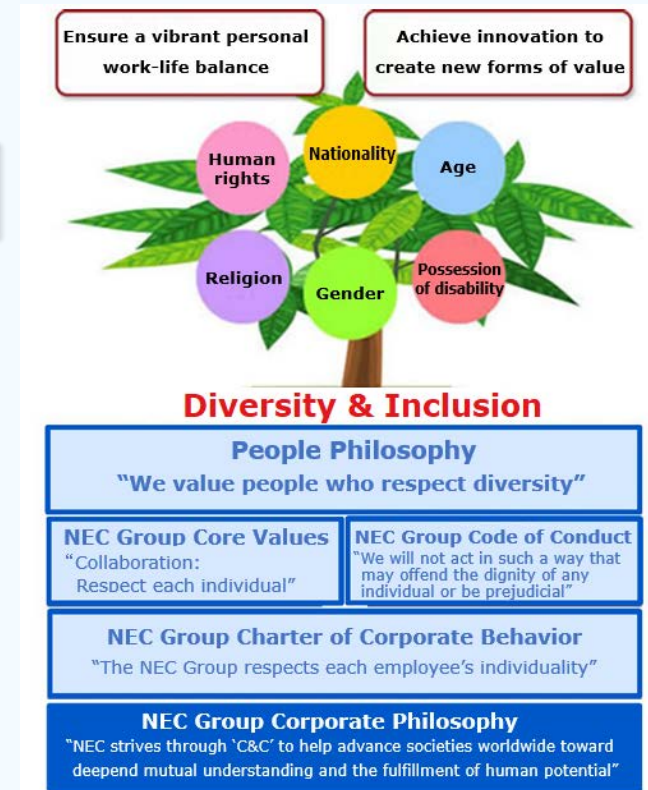 Ensure a vibrant personal
work-life balance
Achieve innovation to
create new forms of value
Human
rights
Nationality
Age
Religion
Gender
Possession
of disability
Diversity & Inclusion
People Philosophy
“We value people who respect diversity”
NEC Group Core Values
“Collaboration:
Respect each individual”
NEC Group Code of Conduct
“We will not act in such a way that
may offend the dignity of any
individual or be prejudicial”
NEC Group Charter of Corporate Behavior
“The NEC Group respects each employee’s individuality”
NEC Group Corporate Philosophy
“NEC strives through ‘C&C’ to help advance societies worldwide toward
deepend mutual understanding and the fulfillment of human potential”